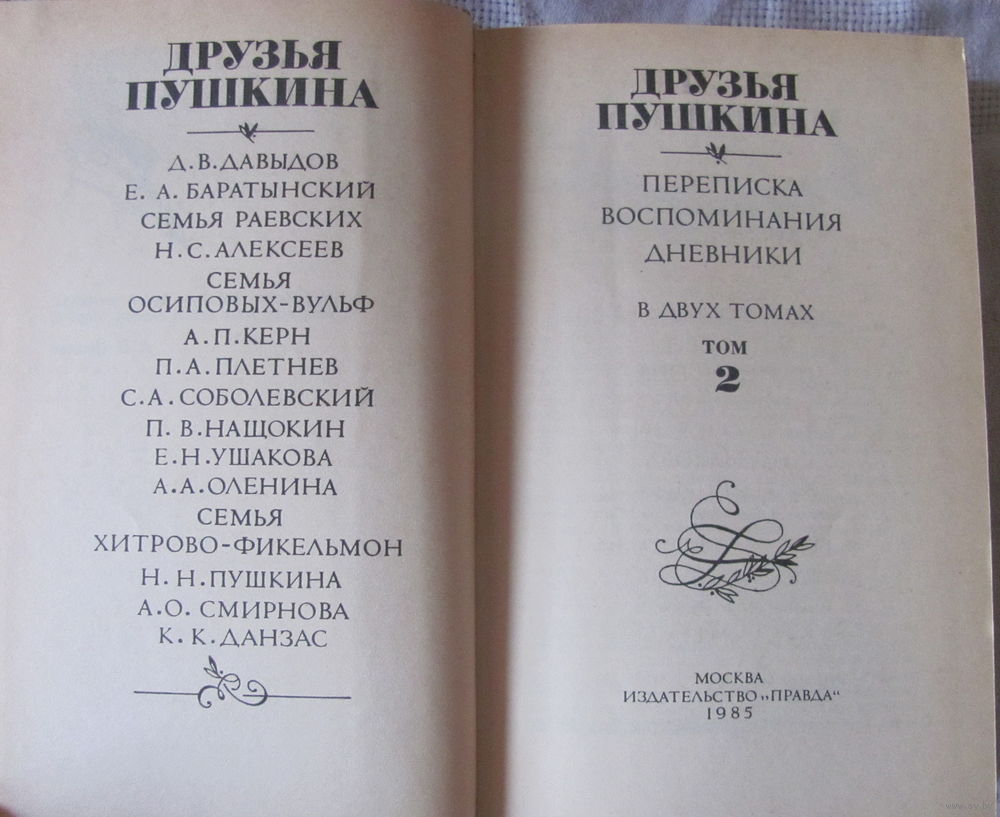 ДРУЗЬЯ
ПУШКИНА
Д.В.ДАВЫДОВ
Е. А. БАРАТЫНСКИЙ
СЕМЬЯ РАЕВСКИХ
Н.С.АЛЕКСЕЕВ
СЕМЬЯ
ОСИПОВЫХ-ВУЛЬФ
А.П.КЕРН
П.А.ПЛЕТНЕВ
С.А.СОБОЛЕВСКИЙ
П. В.НАЩОКИН
Е.Н.УШАКОВА
А.А.ОЛЕНИНА
СЕМЬЯ
ХИТРОВО-ФИКЕЛЬМОН
Н. Н.ПУШКИНА
А.О. СМИРНОВА
К. К.ДАНЗАС
ДРУЗЬЯ
ПУШКИНА
ПЕРЕПИСКА
ВОСПОМИНАНИЯ
ДНЕВНИКИ
В ДВУХ ТОМАХ
ТОМ
2
МОСКВА
ИЗДАТЕЛЬСТВО „ПРАВДА“
1985